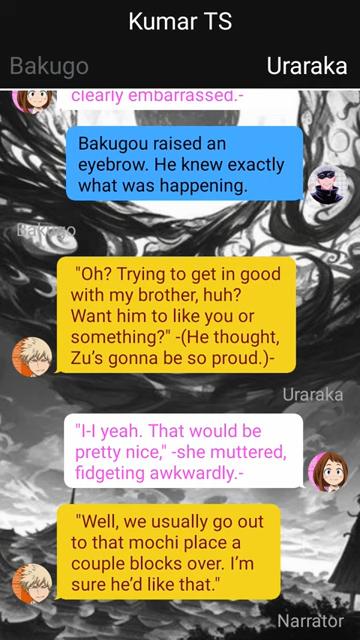 Kumar TS
Bakugo
Uraraka
clearly embarrassed.-
Bakugou raised an
eyebrow. He knew exactly
what was happening.
Bakugo
"Oh? Trying to get in good
with my brother, huh?
Want him to like you or
something?" -(He thought,
Zu's gonna be so proud.)-
Uraraka
"I-I yeah. That would be
pretty nice," -she muttered,
fidgeting awkwardly.-
"Well, we usually go out
to that mochi place a
couple blocks over. I'm
sure he'd like that."
Narrator